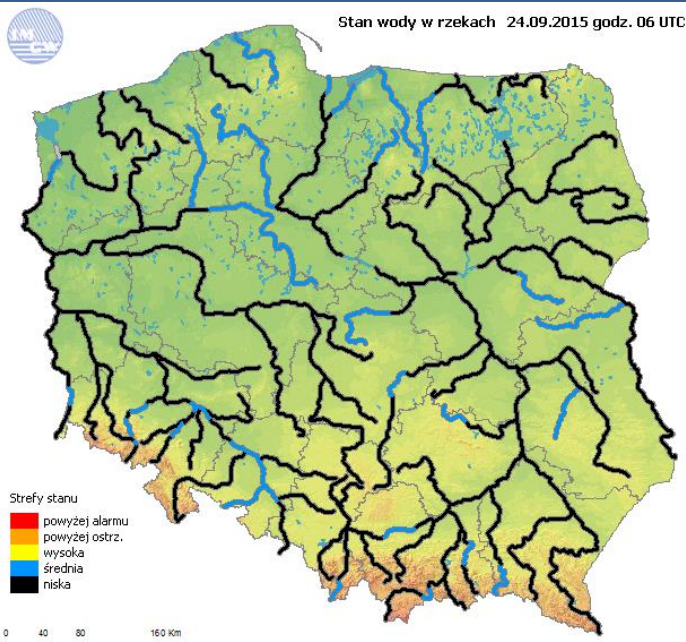 IMGW
Stan wody w rzekach 24.09.2015 godz. 06 UTC
Strefy stanu
powyżej alarmu
powyżej ostrz.
wysoka
średnia
niska
0 40 80 160 Km